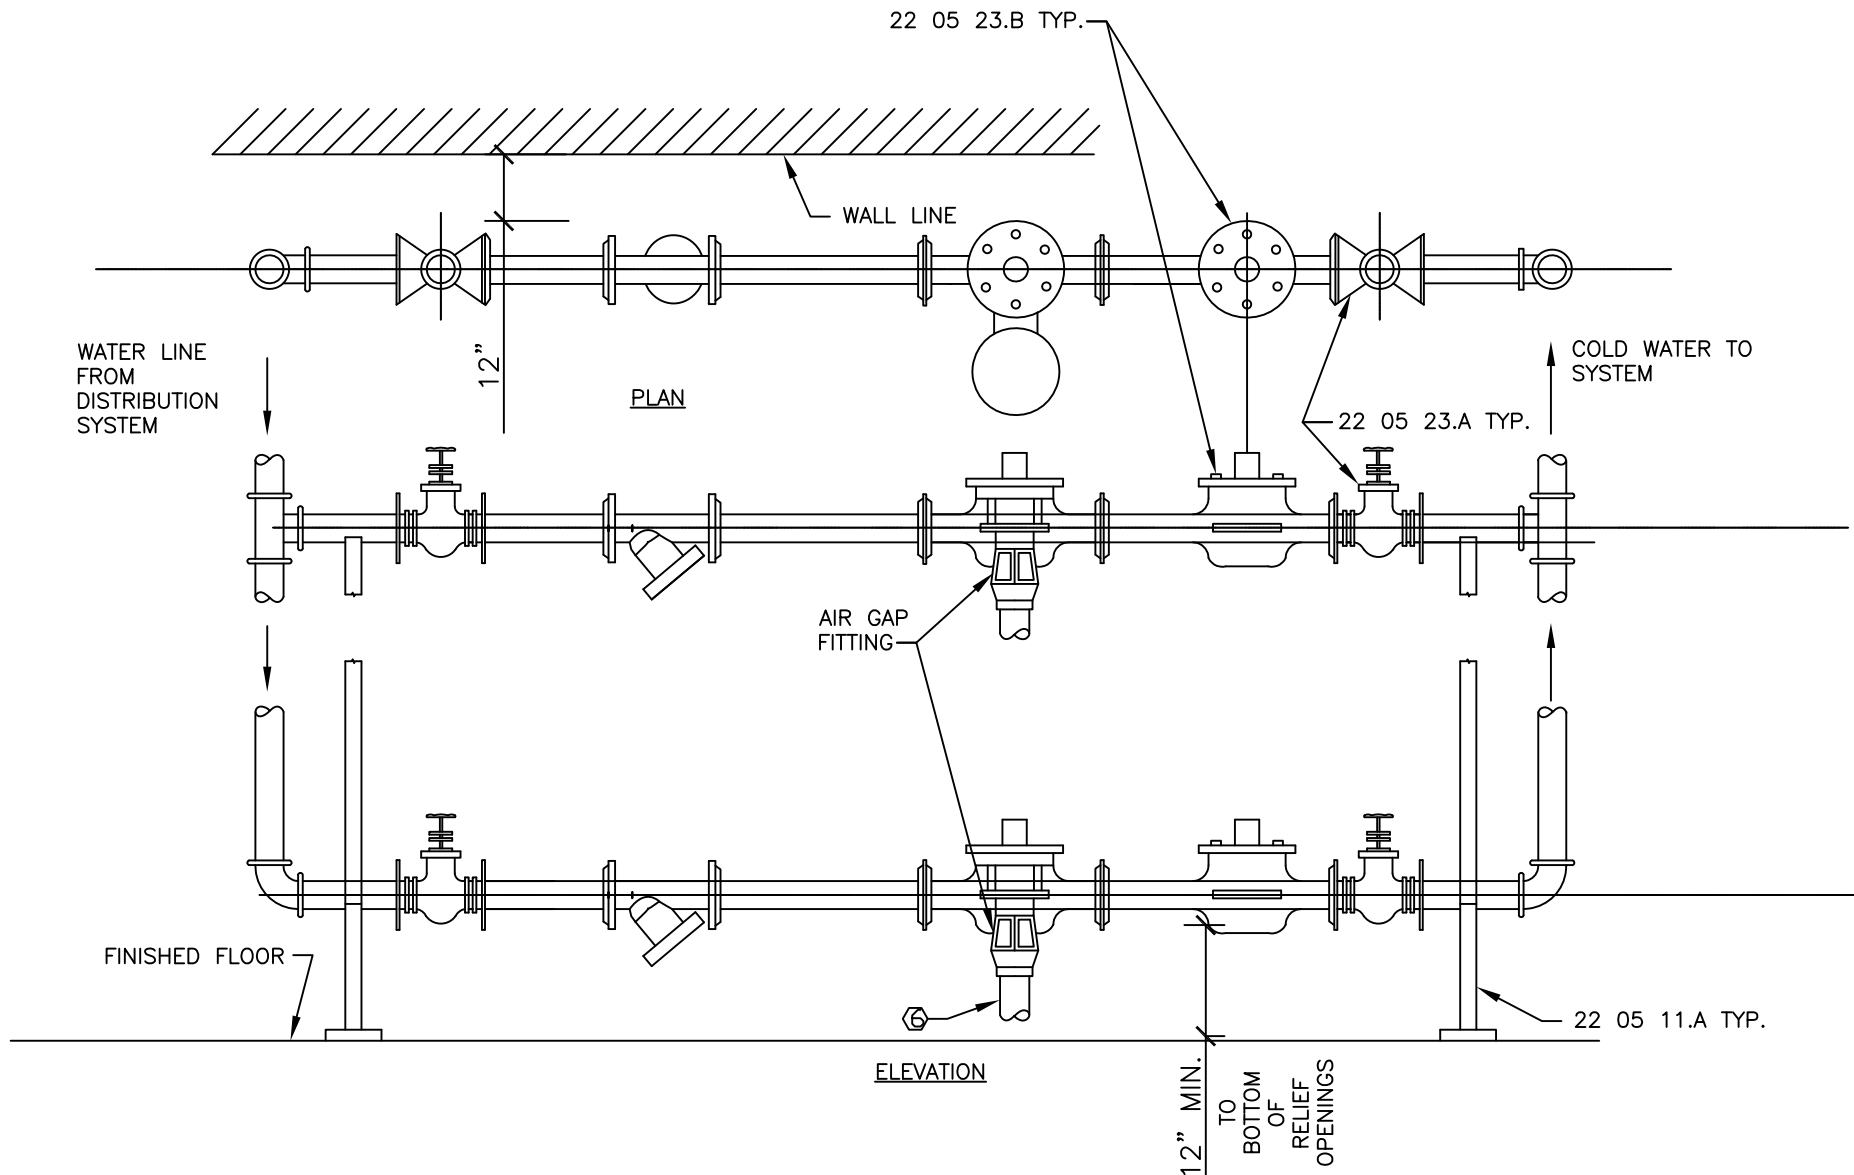 22 05 23.B TYP.
WALL LINE
WATER LINE
FROM
DISTRIBUTION
SYSTEM
12”
PLAN
COLD WATER TO
SYSTEM
22 05 23.A TYP.
AIR GAP
FITTING
FINISHED FLOOR
6
22 05 11.A TYP.
ELEVATION
12” MIN.
TO
BOTTOM
OF
RELIEF
OPENINGS